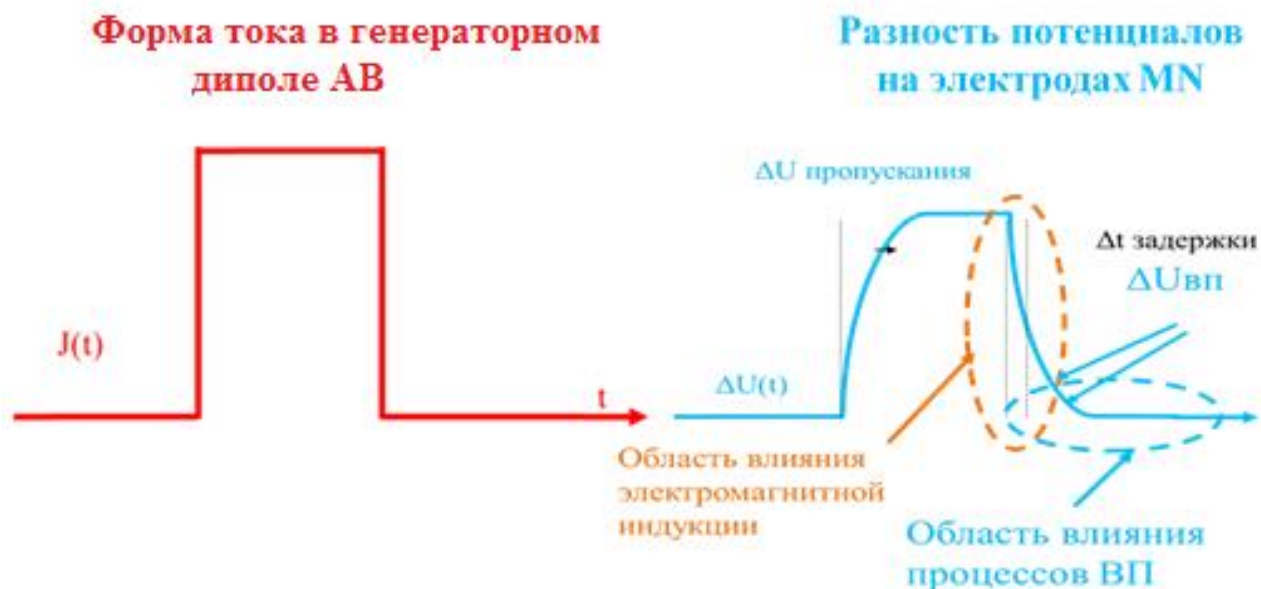 Форма тока в генераторном
диполе AB
J(t)
t
Разность потенциалов
на электродах MN
ΔU пропускания
Δt задержки
ΔUвп
ΔU(t)
Область влияния
электромагнитной
индукции
Область влияния
процессов ВП